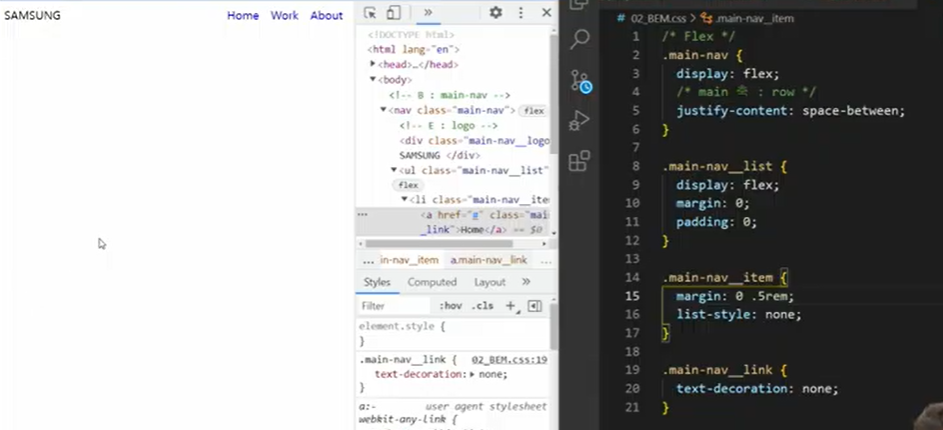 SAMSUNG
Home Work About
»
<!DOCTYPE html>
<html lang="en">
▶<head>…</head>
▼<body>
<!-- B : main-nav -->
▼<nav class="main-nav"> flex
<!-- E : logo -->
<div class="main-nav__logo
SAMSUNG </div>
▼<ul class="main-nav__list"
flex
▼<li class="main-nav__ite
… <a href="#" class="mai
_link">Home</a> == $0
… in-nav__item a.main-nav__link …
Styles Computed Layout »
Filter :hov .cls +
element.style {
}
.main-nav__link { 02_BEM.css:19
text-decoration:▶ none;
}
a:- user agent stylesheet
webkit-any-link {
# 02_BEM.css > .main-nav__item
1 /* Flex */
2 .main-nav {
3 display: flex;
4 /* main 축 : row */
5 justify-content: space-between;
6 }
7
8 .main-nav__list {
9 display: flex;
10 margin: 0;
11 padding: 0;
12 }
13
14 .main-nav__item {
15 margin: 0 .5rem;
16 list-style: none;
17 }
18
19 .main-nav__link {
20 text-decoration: none;
21 }